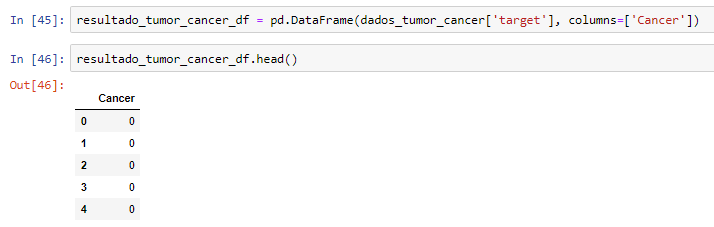 In [45]: resultado_tumor_cancer_df = pd.DataFrame(dados_tumor_cancer['target'], columns=['Cancer'])
In [46]: resultado_tumor_cancer_df.head()
Out[46]:
Cancer
0 0
1 0
2 0
3 0
4 0